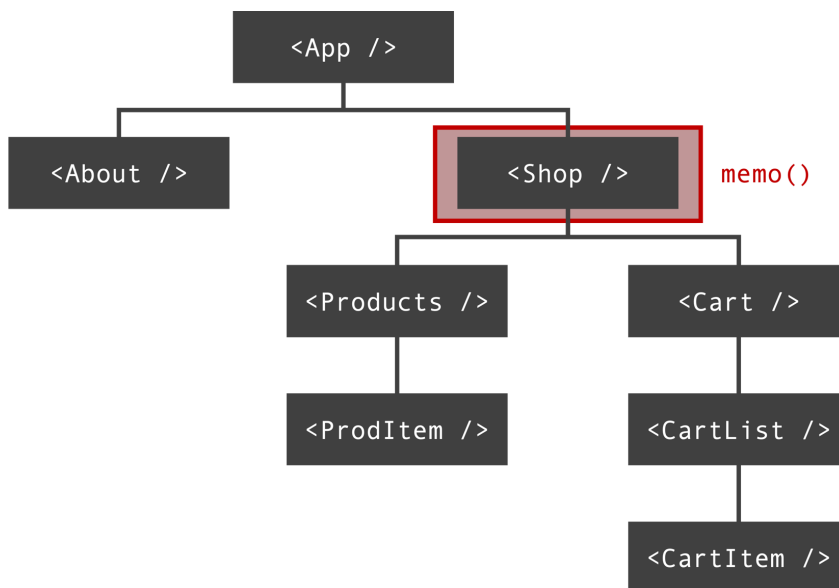 <App />
<About />
<Shop />
memo()
<Products />
<Cart />
<ProdItem />
<CartList />
<CartItem />